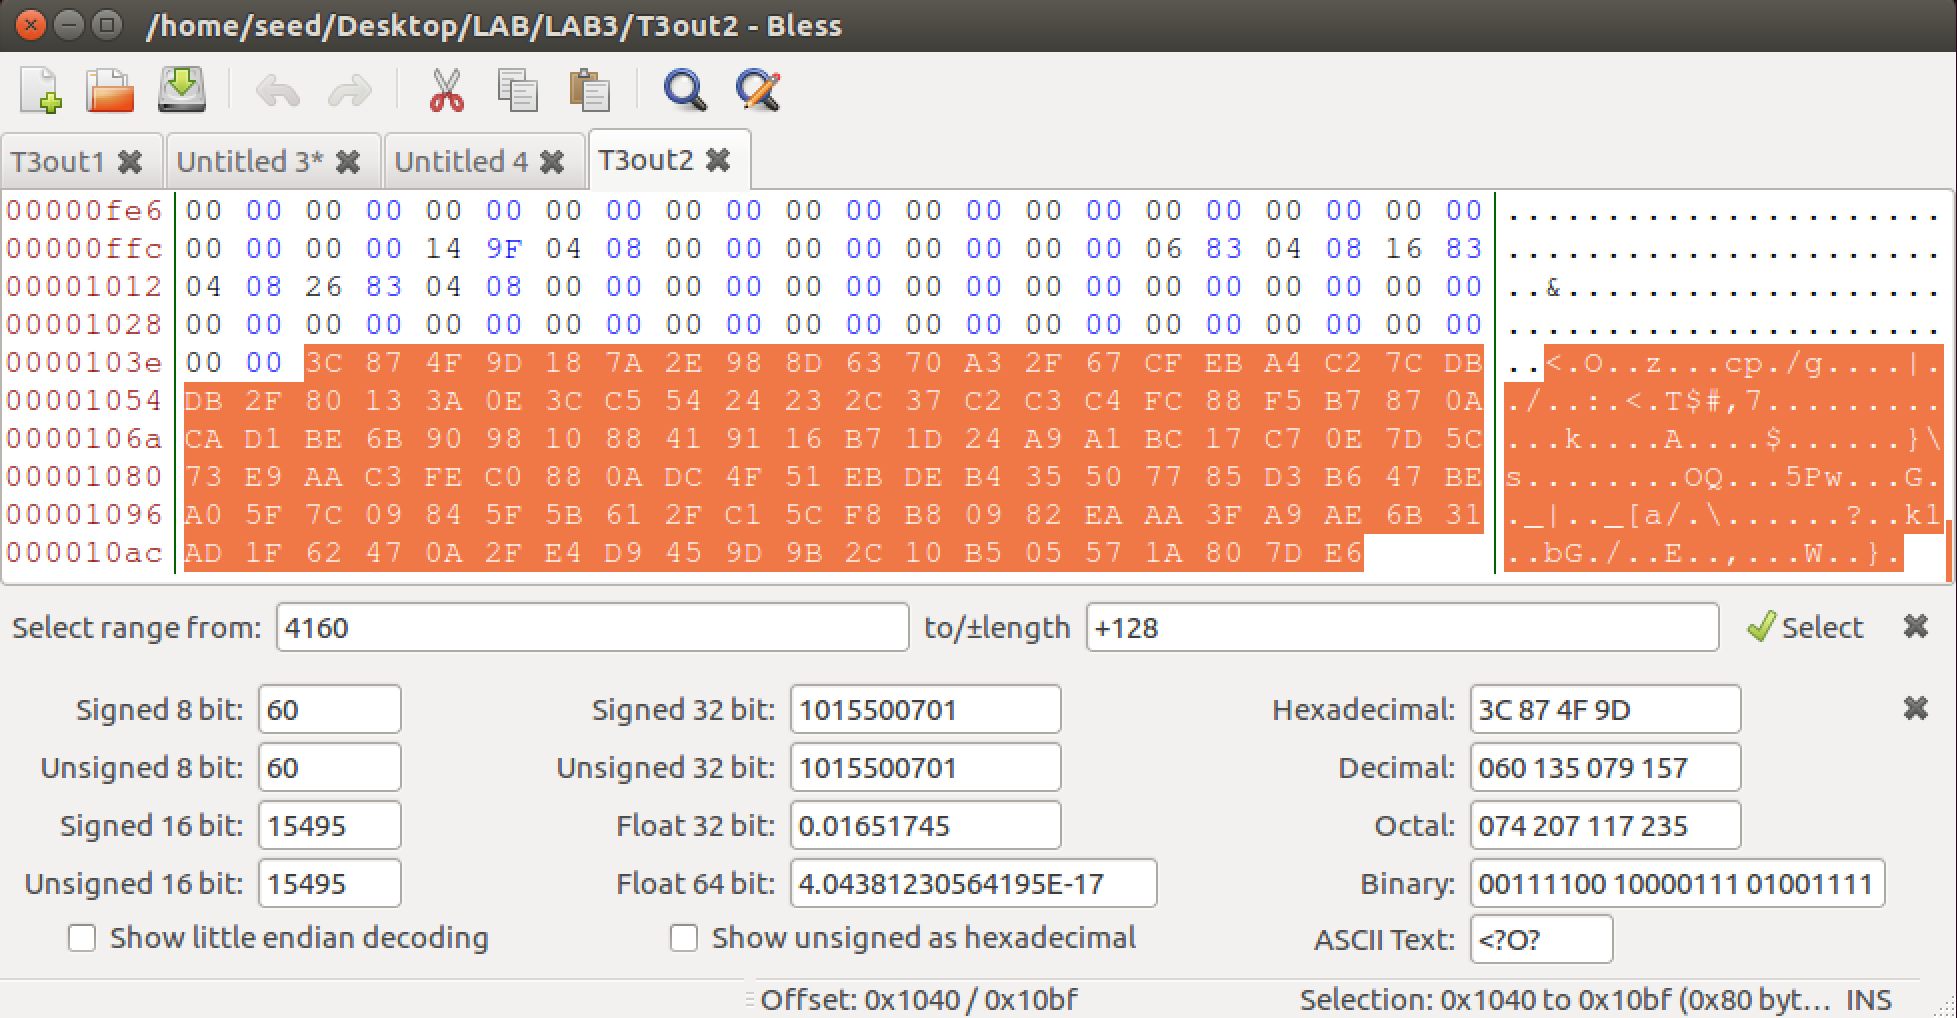 /home/seed/Desktop/LAB/LAB3/T3out2 - Bless
T3out1 Untitled 3* Untitled 4 T3out2
00000fe6 00 00 00 00 00 00 00 00 00 00 00 00 00 00 00 00 00 00 00 00 00 00 ......................
00000ffc 00 00 00 00 14 9F 04 08 00 00 00 00 00 00 00 00 06 83 04 08 16 83 ......................
00001012 04 08 26 83 04 08 00 00 00 00 00 00 00 00 00 00 00 00 00 00 00 00 ..&...................
00001028 00 00 00 00 00 00 00 00 00 00 00 00 00 00 00 00 00 00 00 00 00 00 ......................
0000103e 00 00 3C 87 4F 9D 18 7A 2E 98 8D 63 70 A3 2F 67 CF EB A4 C2 7C DB ..<.O..z...cp./g....|.
00001054 DB 2F 80 13 3A 0E 3C C5 54 24 23 2C 37 C2 C3 C4 FC 88 F5 B7 87 0A ./..:.<.T$#,7.........
0000106a CA D1 BE 6B 90 98 10 88 41 91 16 B7 1D 24 A9 A1 BC 17 C7 0E 7D 5C ...k....A....$......}\
00001080 73 E9 AA C3 FE C0 88 0A DC 4F 51 EB DE B4 35 50 77 85 D3 B6 47 BE s........OQ...5Pw...G.
00001096 A0 5F 7C 09 84 5F 5B 61 2F C1 5C F8 B8 09 82 EA AA 3F A9 AE 6B 31 ._|.._[a/.\......?..k1
000010ac AD 1F 62 47 0A 2F E4 D9 45 9D 9B 2C 10 B5 05 57 1A 80 7D E6 ..bG./..E..,...W..}.
Select range from: 4160 to/±length +128 Select
Signed 8 bit: 60 Signed 32 bit: 1015500701 Hexadecimal: 3C 87 4F 9D
Unsigned 8 bit: 60 Unsigned 32 bit: 1015500701 Decimal: 060 135 079 157
Signed 16 bit: 15495 Float 32 bit: 0.01651745 Octal: 074 207 117 235
Unsigned 16 bit: 15495 Float 64 bit: 4.04381230564195E-17 Binary: 00111100 10000111 01001111
Show little endian decoding Show unsigned as hexadecimal ASCII Text: <?O?
Offset: 0x1040 / 0x10bf Selection: 0x1040 to 0x10bf (0x80 byt... INS